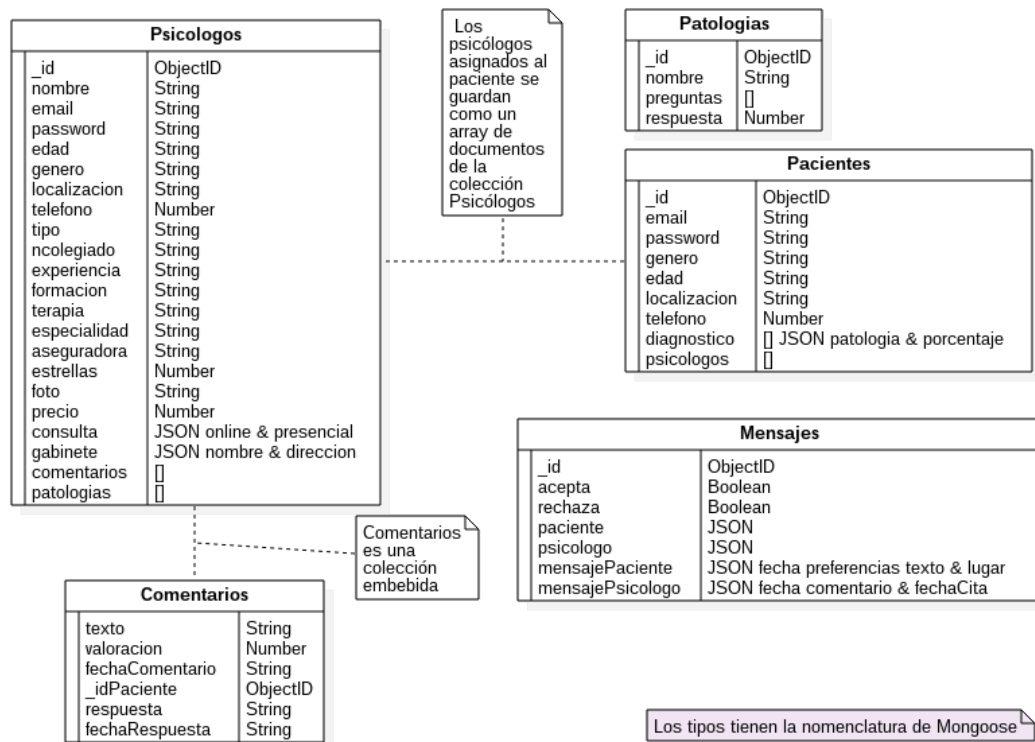 Psicologos
_id ObjectID
nombre String
email String
password String
edad String
genero String
localizacion String
telefono Number
tipo String
ncolegiado String
experiencia String
formacion String
terapia String
especialidad String
aseguradora String
estrellas Number
foto String
precio Number
consulta JSON online & presencial
gabinete JSON nombre & direccion
comentarios []
patologias []
Los
psicólogos
asignados al
paciente se
guardan
como un
array de
documentos
de la
colección
Psicólogos
Patologias
_id ObjectID
nombre String
preguntas []
respuesta Number
Pacientes
_id ObjectID
email String
password String
genero String
edad String
localizacion String
telefono Number
diagnostico [] JSON patologia & porcentaje
psicologos []
Mensajes
_id ObjectID
acepta Boolean
rechaza Boolean
paciente JSON
psicologo JSON
mensajePaciente JSON fecha preferencias texto & lugar
mensajePsicologo JSON fecha comentario & fechaCita
Comentarios
es una
colección
embebida
Comentarios
texto String
valoracion Number
fechaComentario String
_idPaciente ObjectID
respuesta String
fechaRespuesta String
Los tipos tienen la nomenclatura de Mongoose